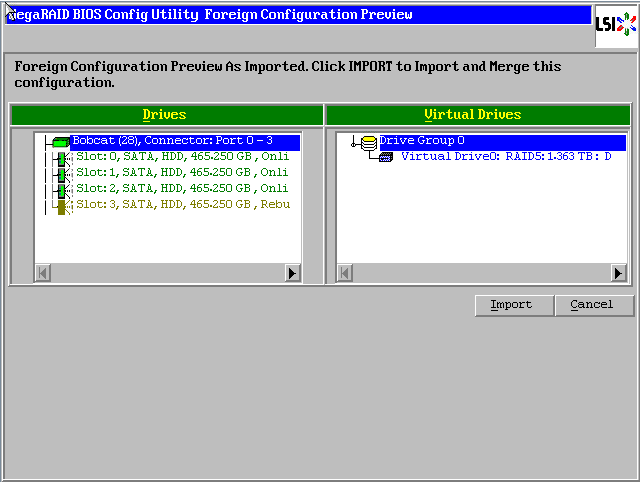 MegaRAID BIOS Config Utility Foreign Configuration Preview
LSI
Foreign Configuration Preview As Imported. Click IMPORT to Import and Merge this
configuration.
Drives
Virtual Drives
Bobcat (28), Connector: Port 0 - 3
Slot: 0, SATA, HDD, 465.250 GB, Onli
Slot: 1, SATA, HDD, 465.250 GB, Onli
Slot: 2, SATA, HDD, 465.250 GB, Onli
Slot: 3, SATA, HDD, 465.250 GB, Rebu
Drive Group 0
Virtual Drive0: RAID5: 1.363 TB: D
Import
Cancel